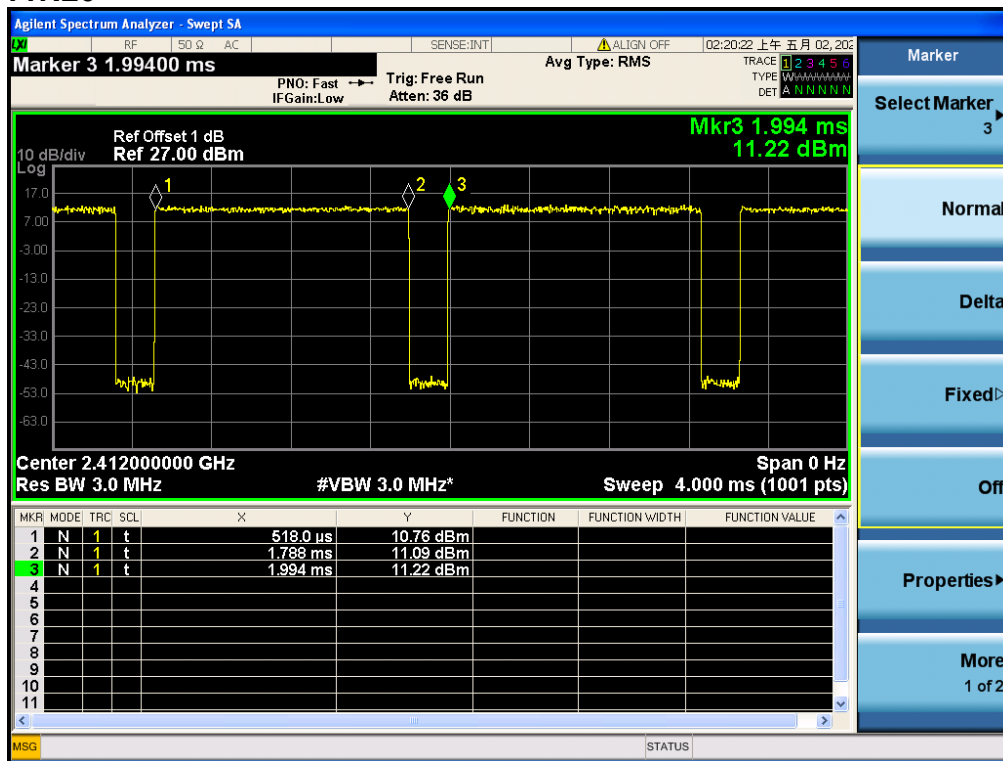 Agilent Spectrum Analyzer - Swept SA
LXI RF 50 Ω AC SENSE:INT ALIGN OFF 02:20:22 上午 五月 02, 202
Marker 3 1.99400 ms
PNO: Fast
IFGain:Low
Trig: Free Run
Atten: 36 dB
Avg Type: RMS
TRACE 1 2 3 4 5 6
TYPE
DET A N N N N N
Mkr3 1.994 ms
11.22 dBm
Ref Offset 1 dB
Ref 27.00 dBm
10 dB/div
Log
17.0
7.00
-3.00
-13.0
-23.0
-33.0
-43.0
-53.0
-63.0
1
2
3
Center 2.412000000 GHz
Span 0 Hz
Res BW 3.0 MHz
#VBW 3.0 MHz*
Sweep 4.000 ms (1001 pts)
MKR MODE TRC SCL X Y FUNCTION FUNCTION WIDTH FUNCTION VALUE
1 N 1 t 518.0 µs 10.76 dBm
2 N 1 t 1.788 ms 11.09 dBm
3 N 1 t 1.994 ms 11.22 dBm
4
5
6
7
8
9
10
11
MSG
STATUS
Marker
Select Marker
3
Normal
Delta
Fixed
Off
Properties
More
1 of 2